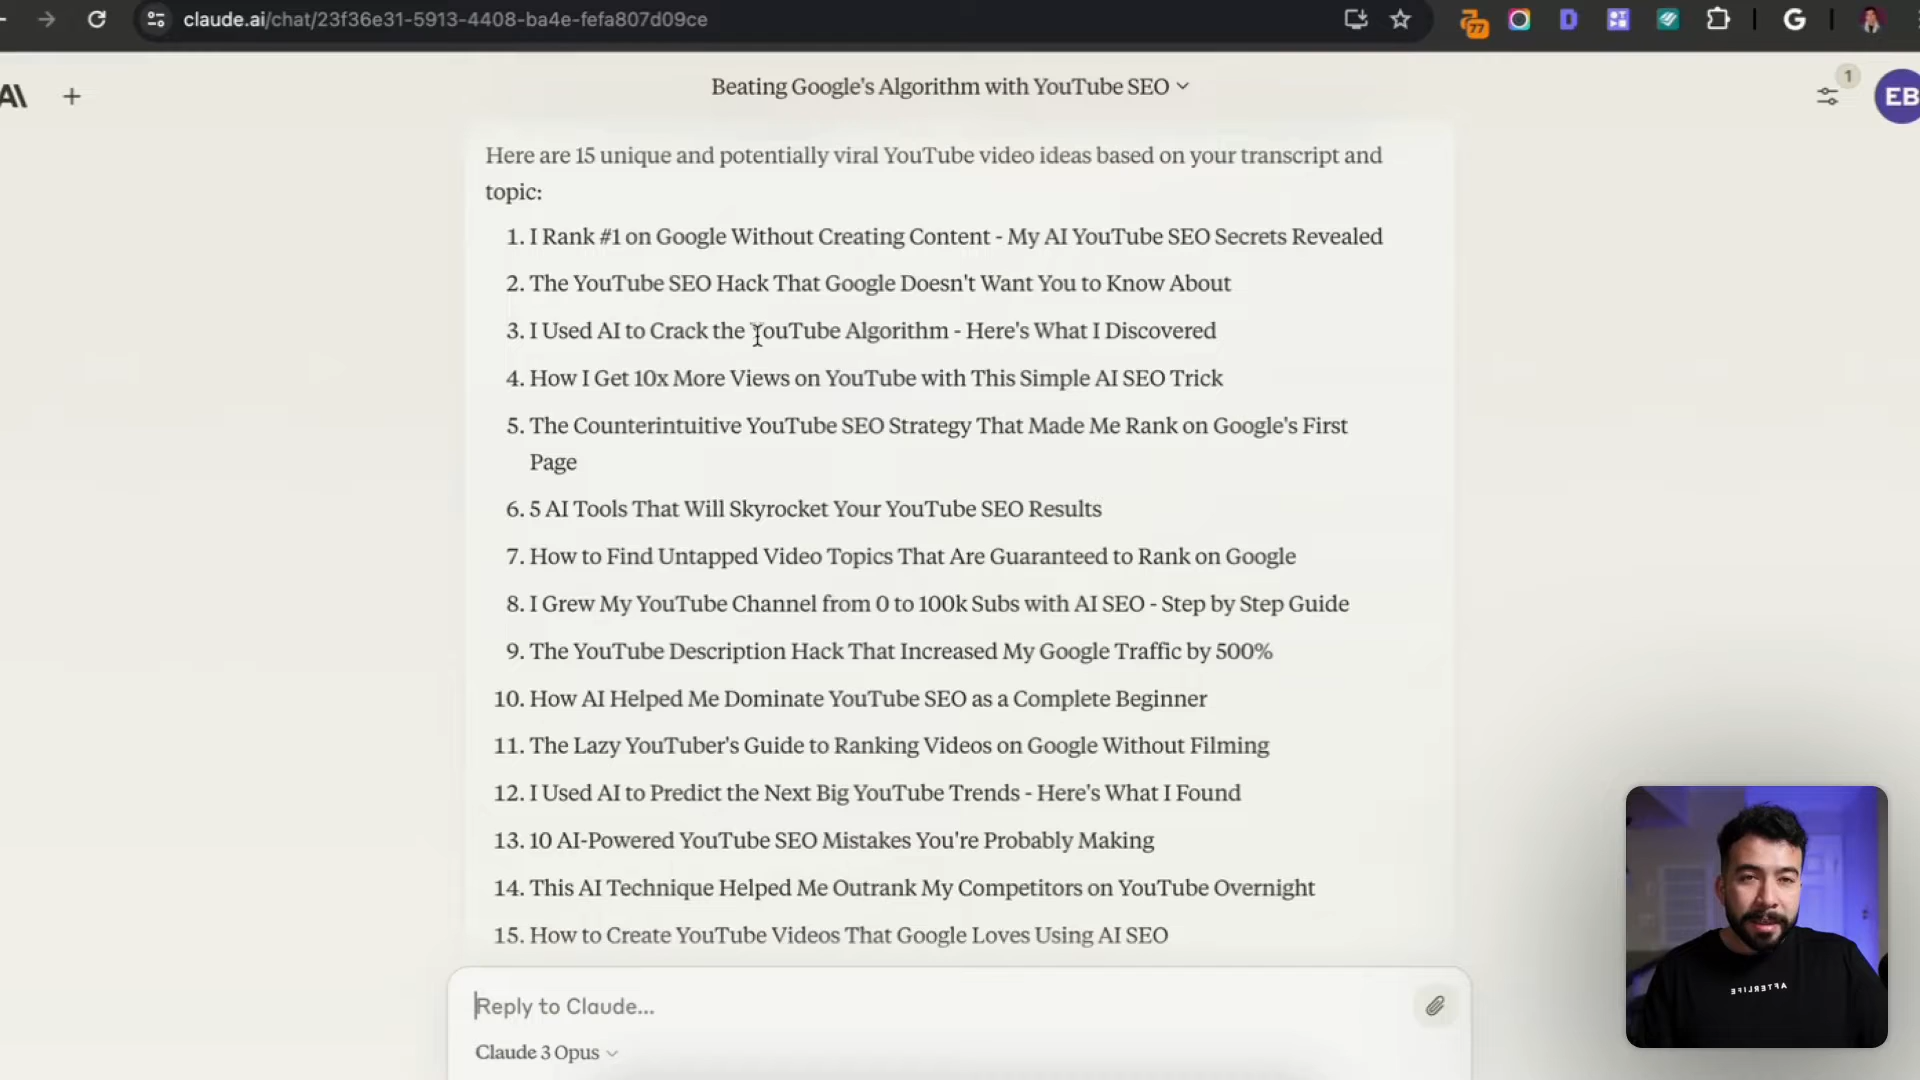 claude.ai/chat/23f36e31-5913-4408-ba4e-fefa807d09ce
77
G
A\
+
Beating Google's Algorithm with YouTube SEO
1
EB
Here are 15 unique and potentially viral YouTube video ideas based on your transcript and
topic:
1. I Rank #1 on Google Without Creating Content - My AI YouTube SEO Secrets Revealed
2. The YouTube SEO Hack That Google Doesn't Want You to Know About
3. I Used AI to Crack the YouTube Algorithm - Here's What I Discovered
4. How I Get 10x More Views on YouTube with This Simple AI SEO Trick
5. The Counterintuitive YouTube SEO Strategy That Made Me Rank on Google's First
Page
6. 5 AI Tools That Will Skyrocket Your YouTube SEO Results
7. How to Find Untapped Video Topics That Are Guaranteed to Rank on Google
8. I Grew My YouTube Channel from 0 to 100k Subs with AI SEO - Step by Step Guide
9. The YouTube Description Hack That Increased My Google Traffic by 500%
10. How AI Helped Me Dominate YouTube SEO as a Complete Beginner
11. The Lazy YouTuber's Guide to Ranking Videos on Google Without Filming
12. I Used AI to Predict the Next Big YouTube Trends - Here's What I Found
13. 10 AI-Powered YouTube SEO Mistakes You're Probably Making
14. This AI Technique Helped Me Outrank My Competitors on YouTube Overnight
15. How to Create YouTube Videos That Google Loves Using AI SEO
AFTERLIFE
Reply to Claude...
Claude 3 Opus